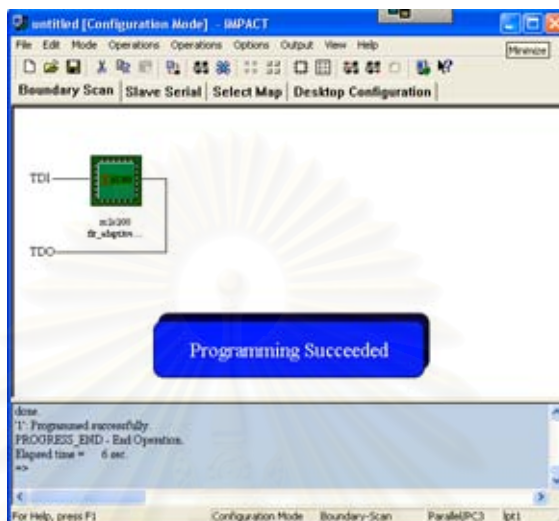 untitled [Configuration Mode] - iMPACT
File Edit Mode Operations Operations Options Output View Help
Minimize
Boundary Scan Slave Serial Select Map Desktop Configuration
TDI
TDO
Programming Succeeded
done.
'1': Programmed successfully.
PROGRESS_END - End Operation.
Elapsed time = 6 sec.
=>
For Help, press F1 Configuration Mode Boundary-Scan Parallel/PC3 lpt1